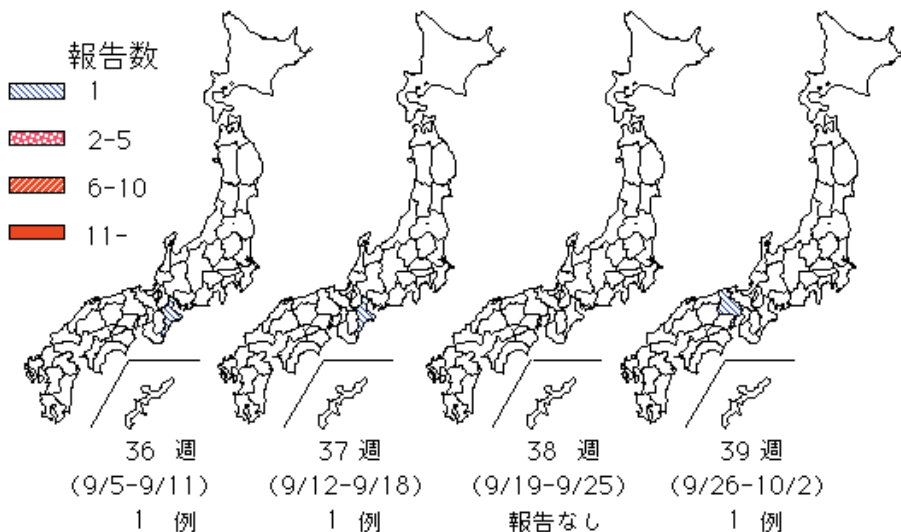 報告数
1
2-5
6-10
11-
36 週
(9/5-9/11)
1 例
37 週
(9/12-9/18)
1 例
38 週
(9/19-9/25)
報告なし
39 週
(9/26-10/2)
1 例